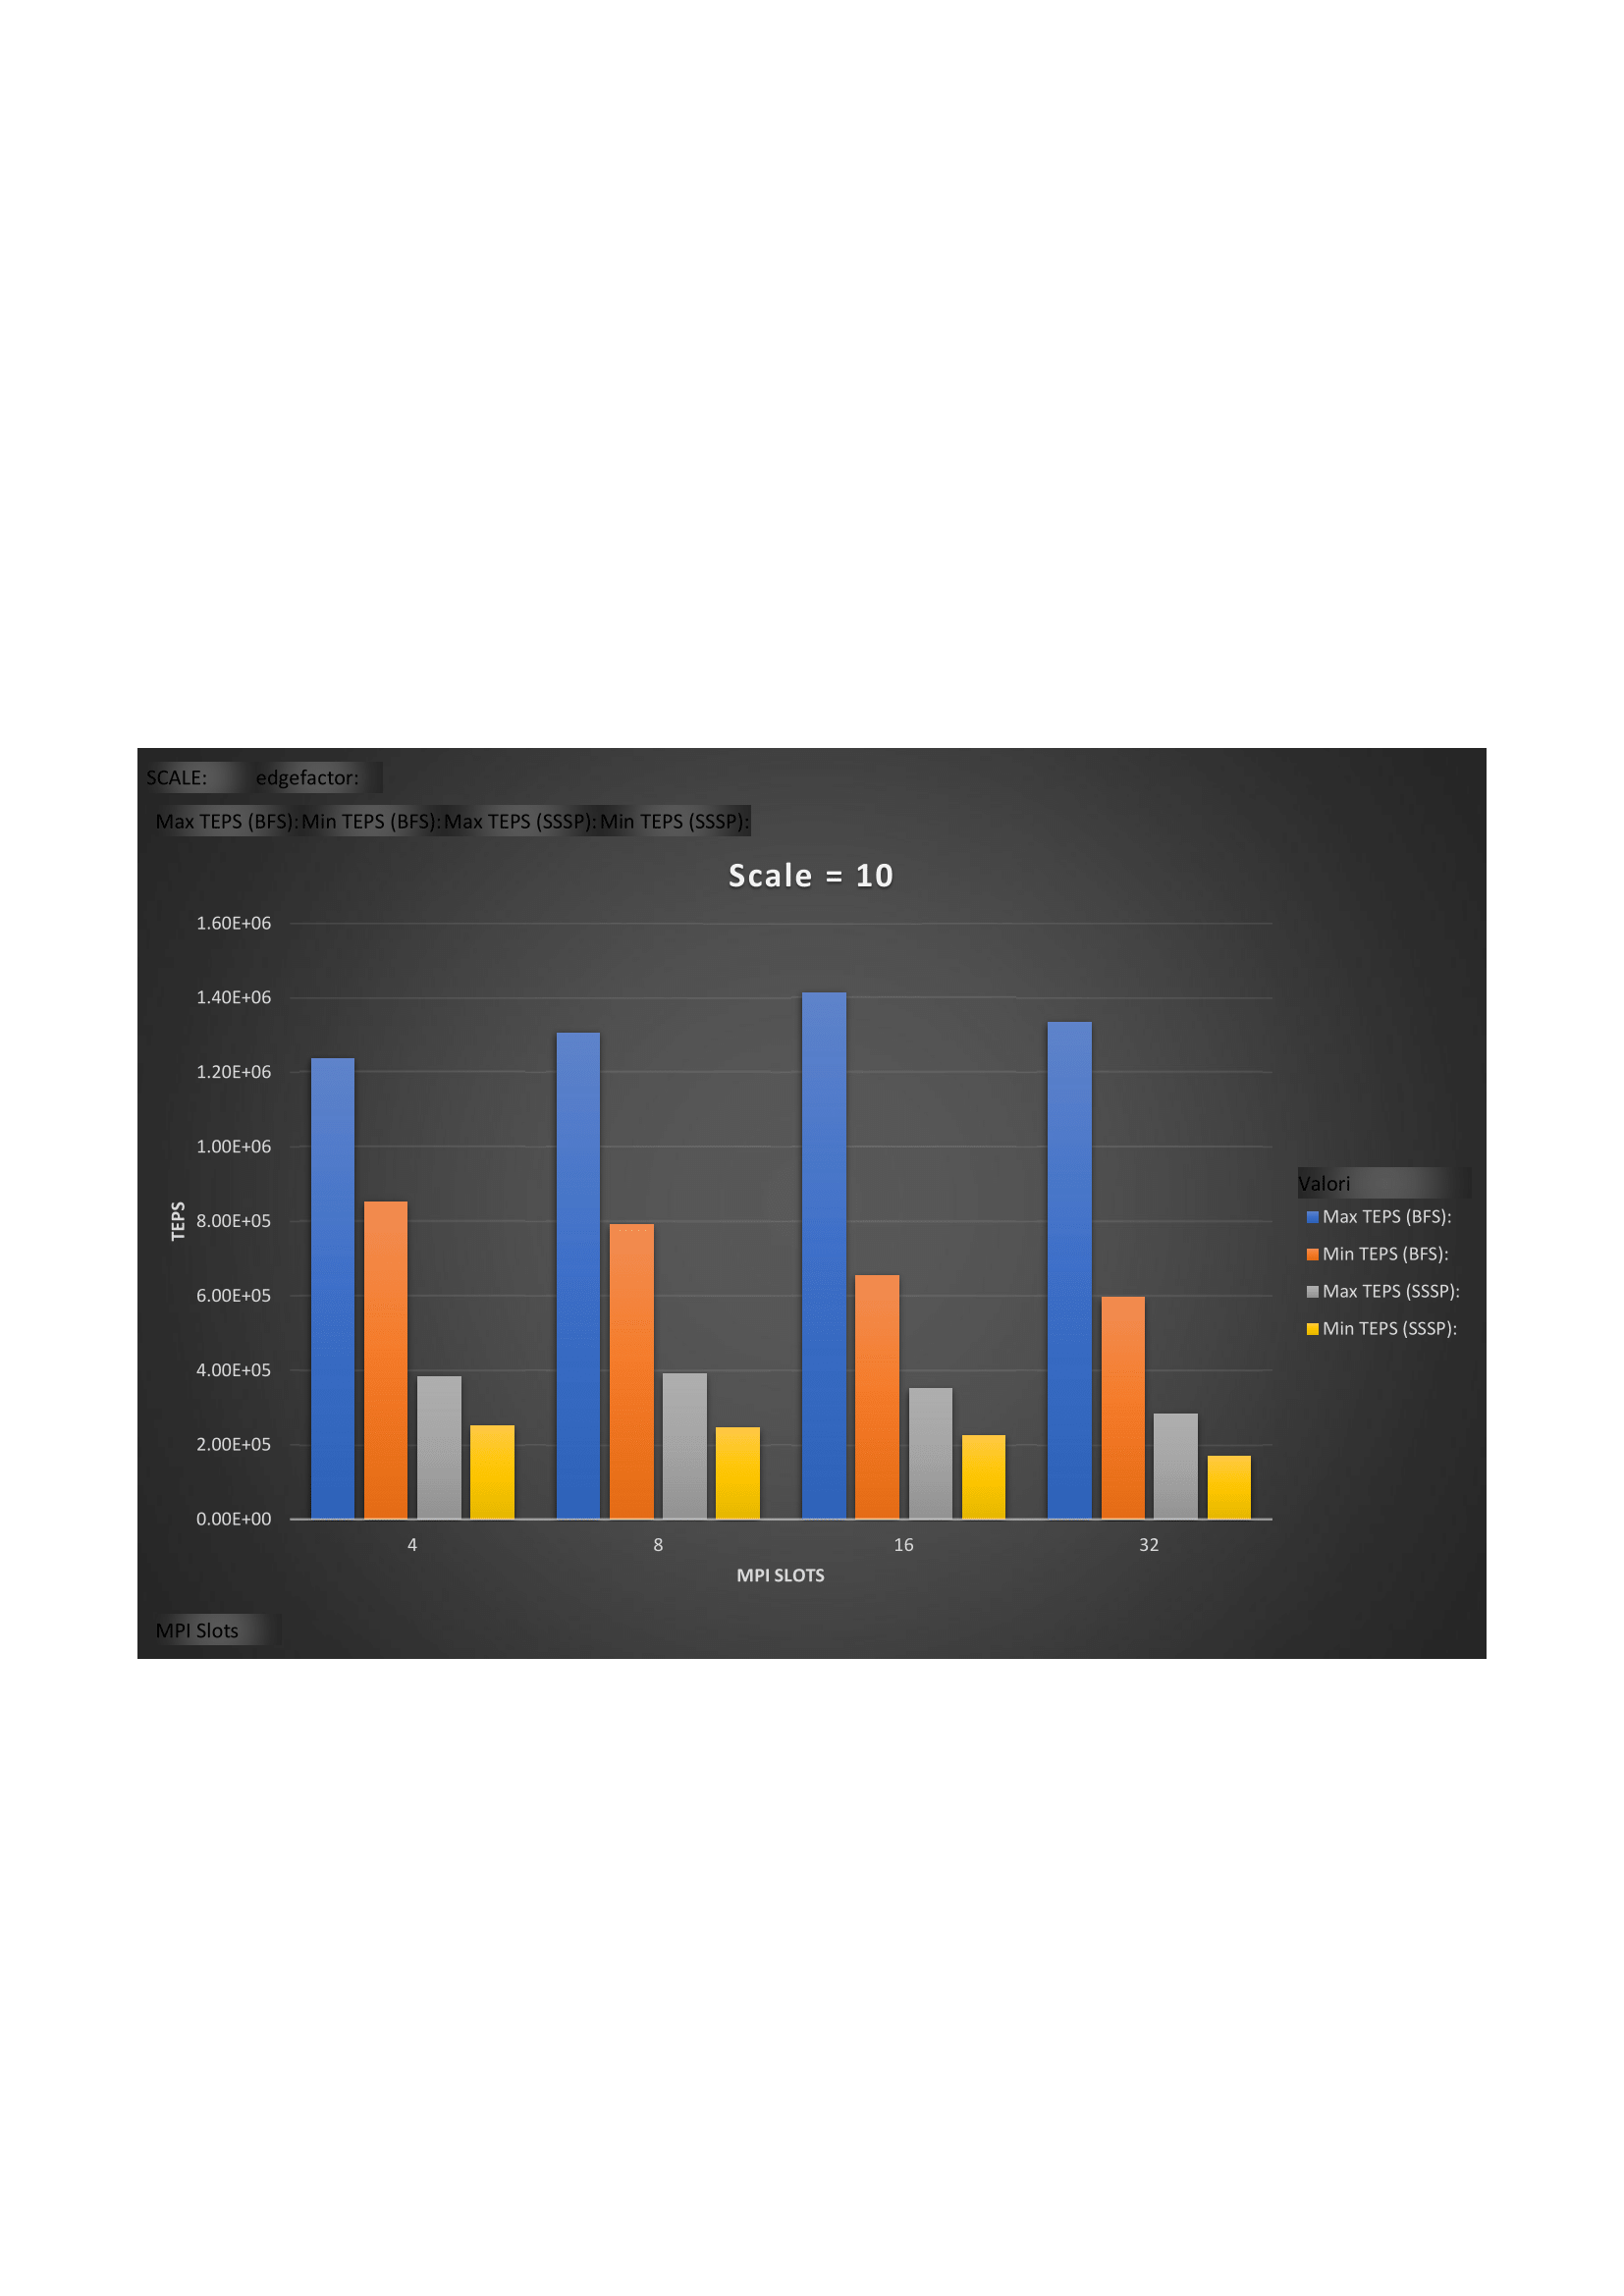 SCALE: edgefactor:
Max TEPS (BFS): Min TEPS (BFS): Max TEPS (SSSP): Min TEPS (SSSP):
Scale = 10
1.60E+06
1.40E+06
1.20E+06
1.00E+06
8.00E+05
6.00E+05
4.00E+05
2.00E+05
0.00E+00
TEPS
4 8 16 32
MPI SLOTS
Valori
Max TEPS (BFS):
Min TEPS (BFS):
Max TEPS (SSSP):
Min TEPS (SSSP):
MPI Slots